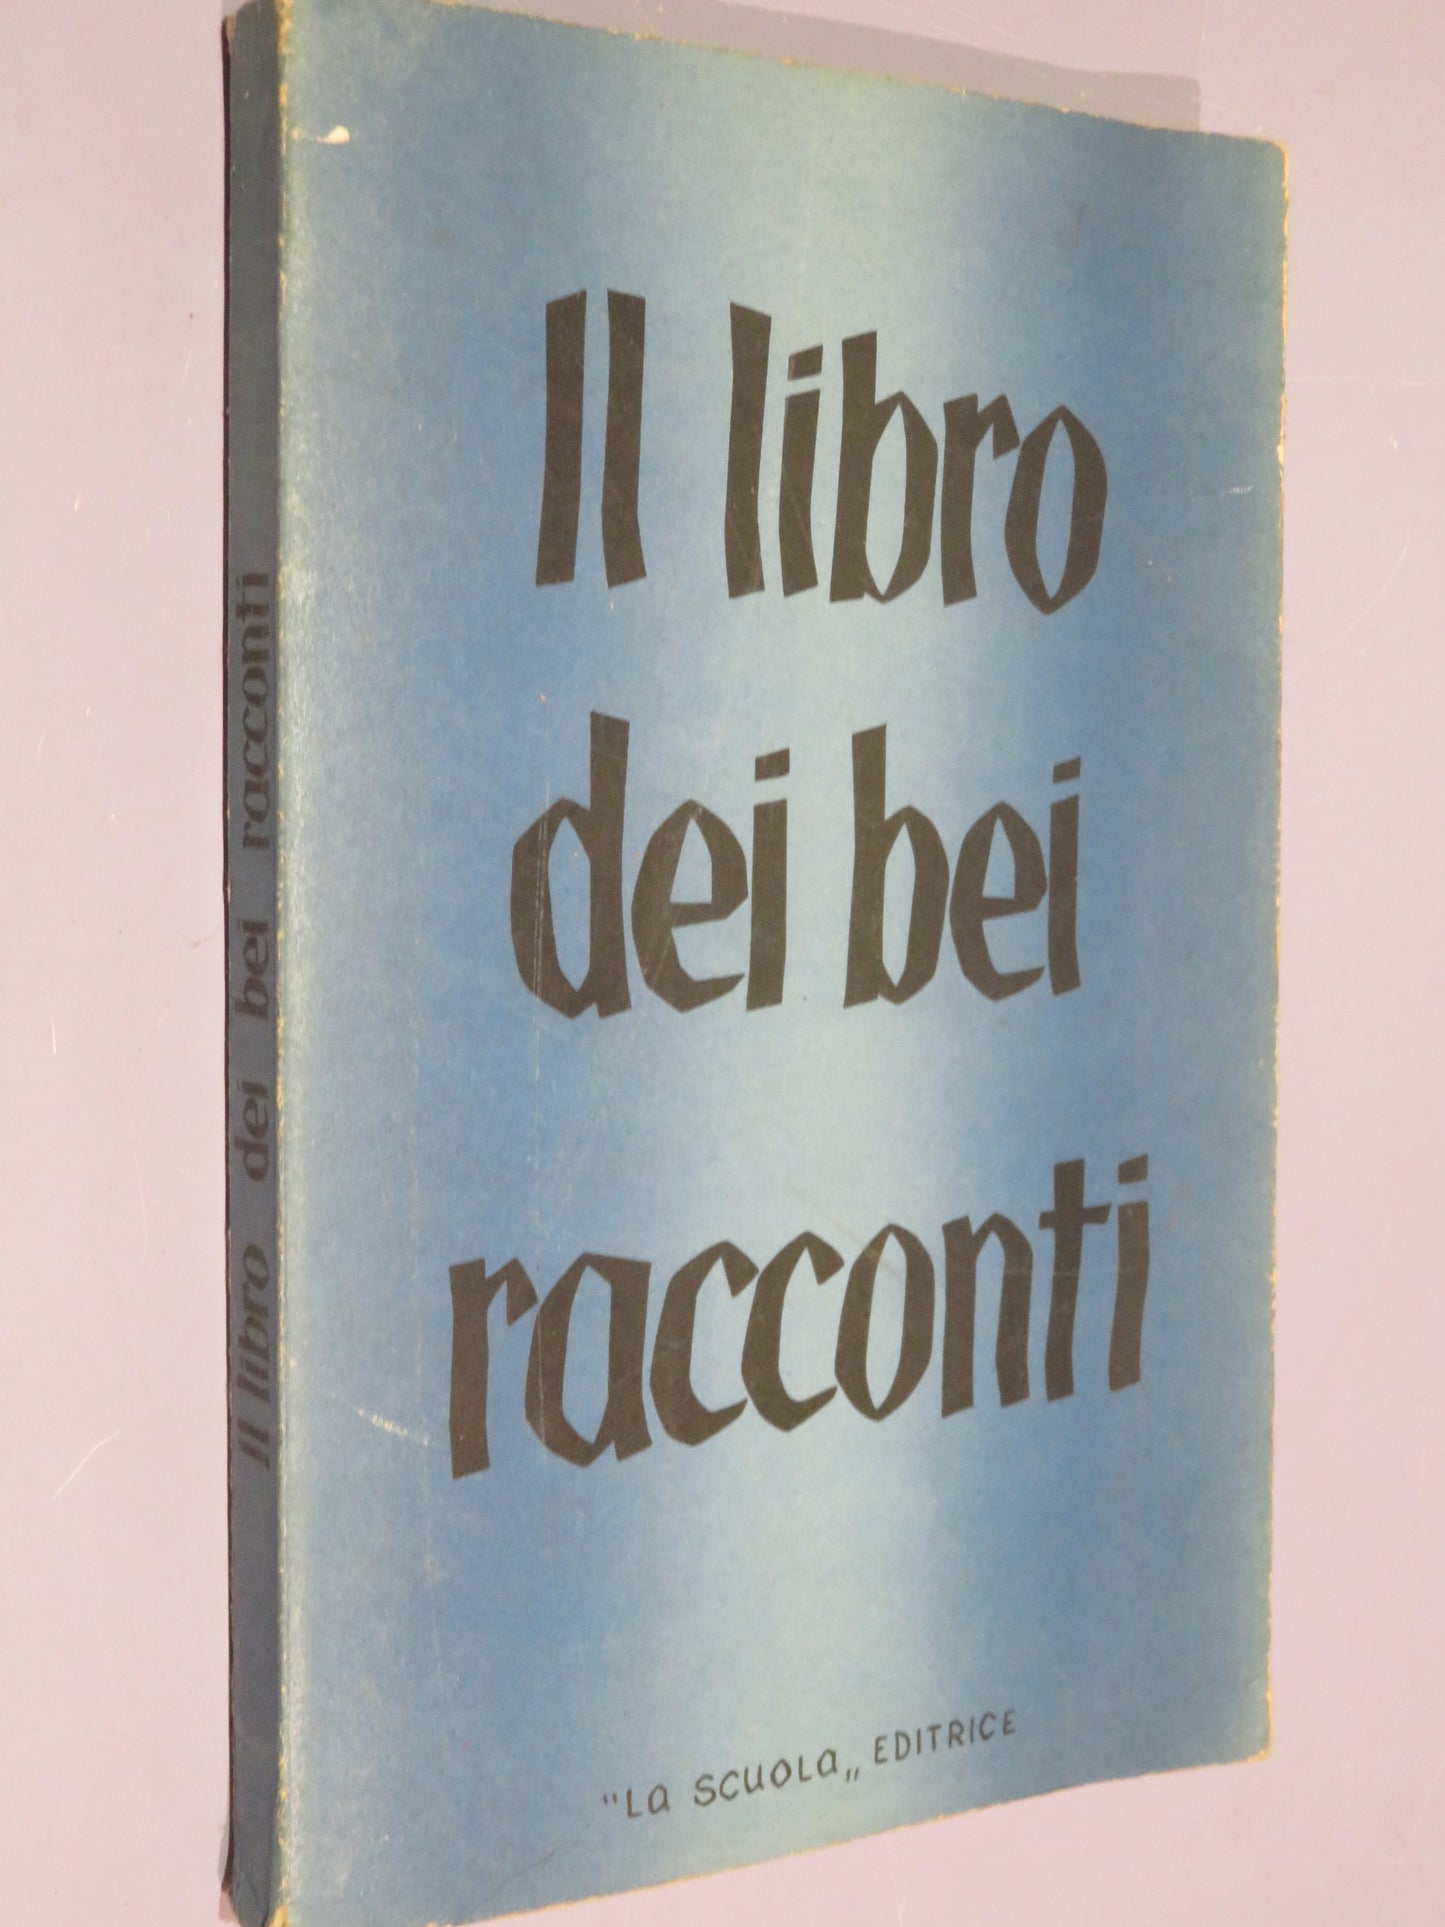 Il libro dei bei racconti
Il libro
dei bei
racconti
"La SCUOLa„ EDITRICE